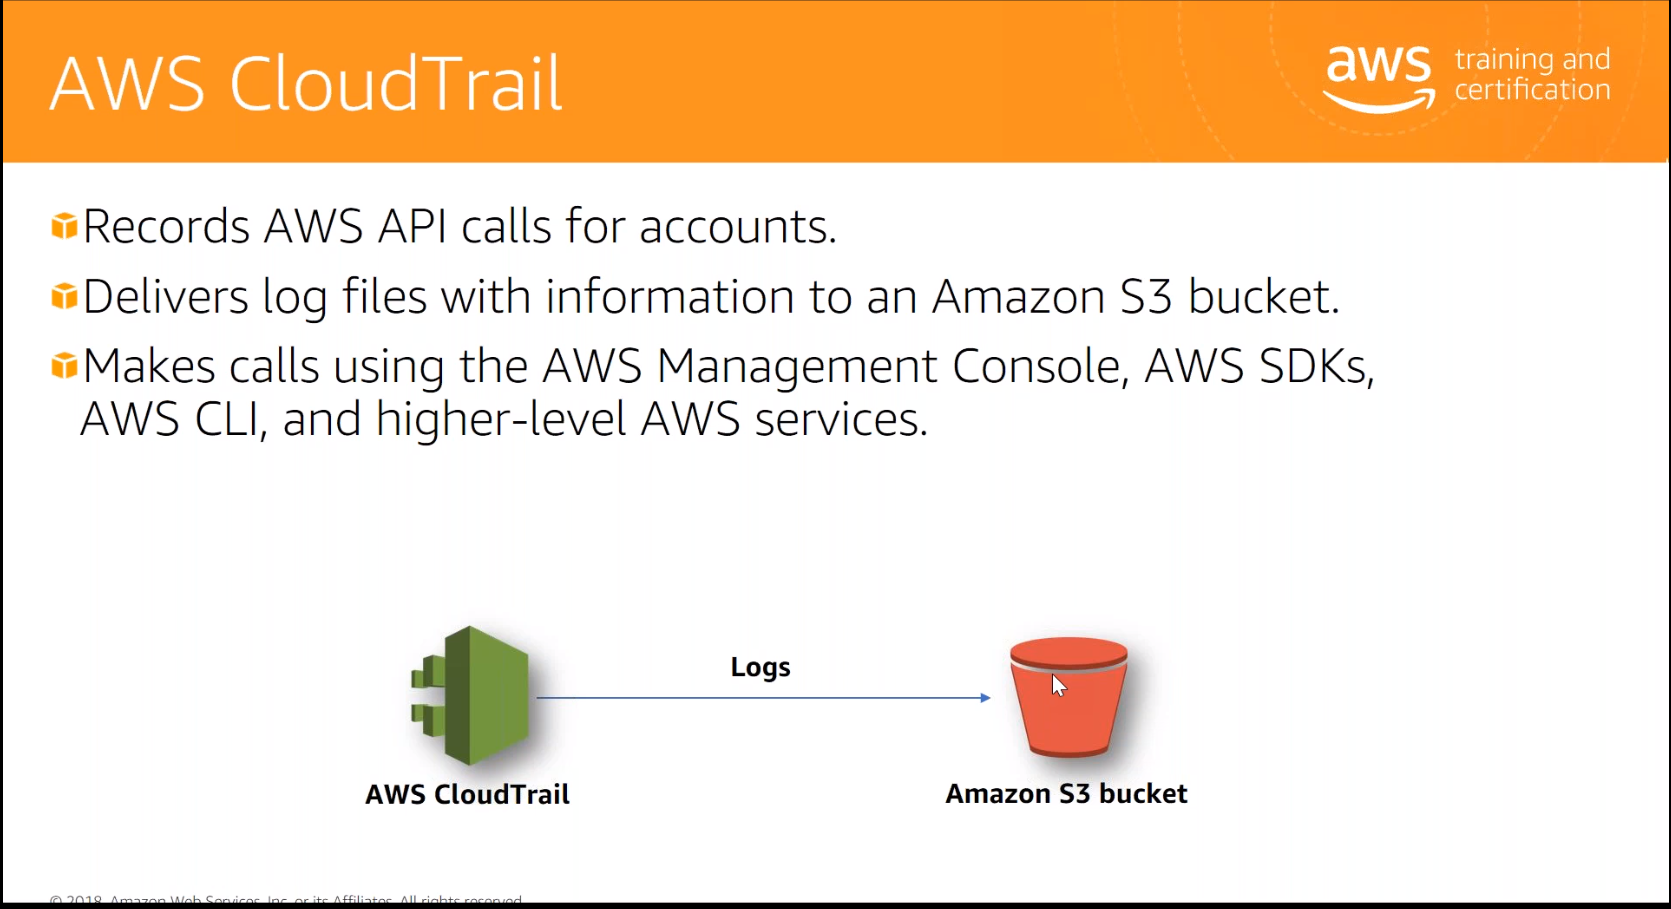 AWS CloudTrail
aws training and
certification
Records AWS API calls for accounts.
Delivers log files with information to an Amazon S3 bucket.
Makes calls using the AWS Management Console, AWS SDKs,
AWS CLI, and higher-level AWS services.
Logs
AWS CloudTrail
Amazon S3 bucket
© 2018, Amazon Web Services, Inc. or its Affiliates. All rights reserved.